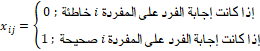 x_ij = { 0 ; إذا كانت إجابة الفرد على المفردة i خاطئة
1 ; إذا كانت إجابة الفرد على المفردة i صحيحة